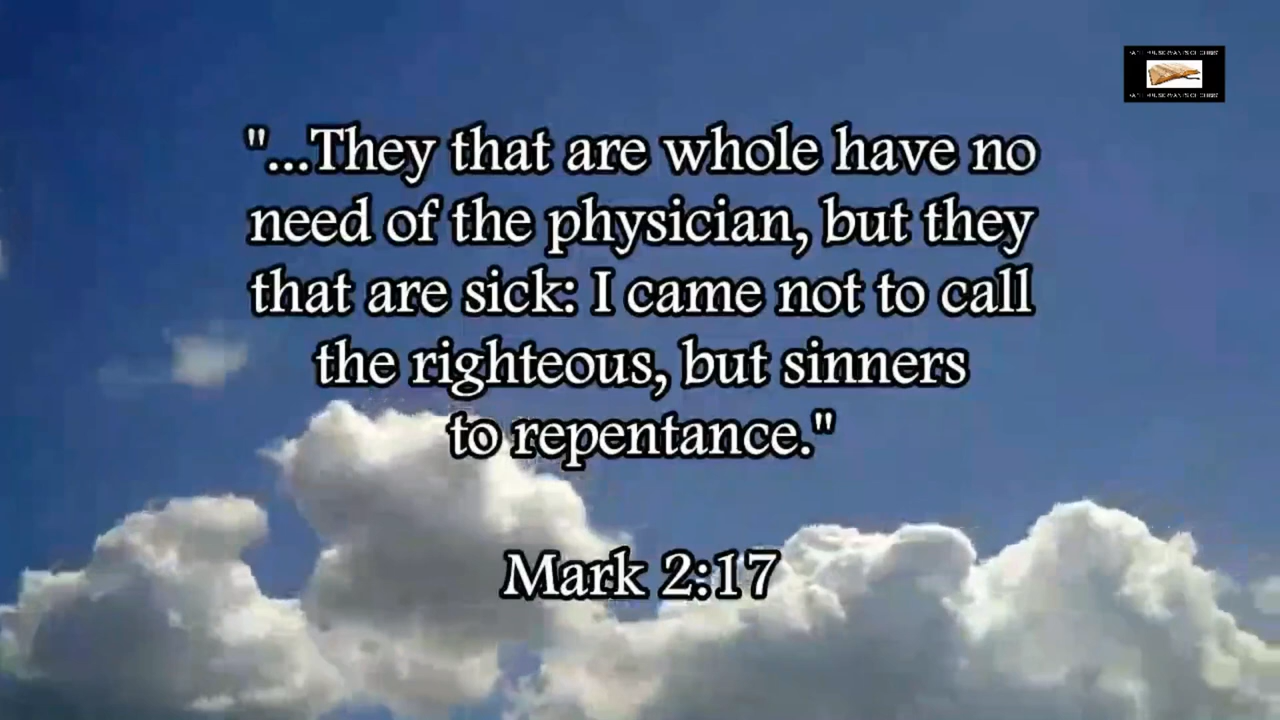 "...They that are whole have no
need of the physician, but they
that are sick: I came not to call
the righteous, but sinners
to repentance."
Mark 2:17